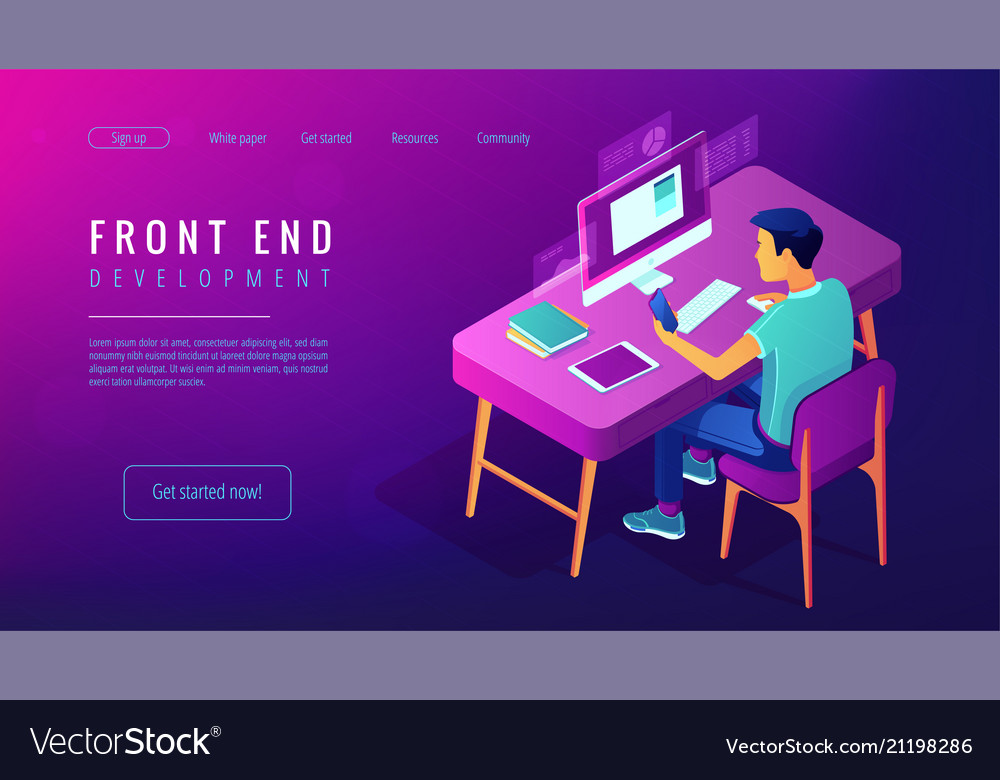 Sign up White paper Get started Resources Community
FRONT END
DEVELOPMENT
Lorem ipsum dolor sit amet, consectetuer adipiscing elit, sed diam
nonummy nibh euismod tincidunt ut laoreet dolore magna
aliquam erat volutpat. Ut wisi enim ad minim veniam, quis nostrud
exerci tation ullamcorper susciex.
Get started now!
VectorStock®
VectorStock.com/21198286